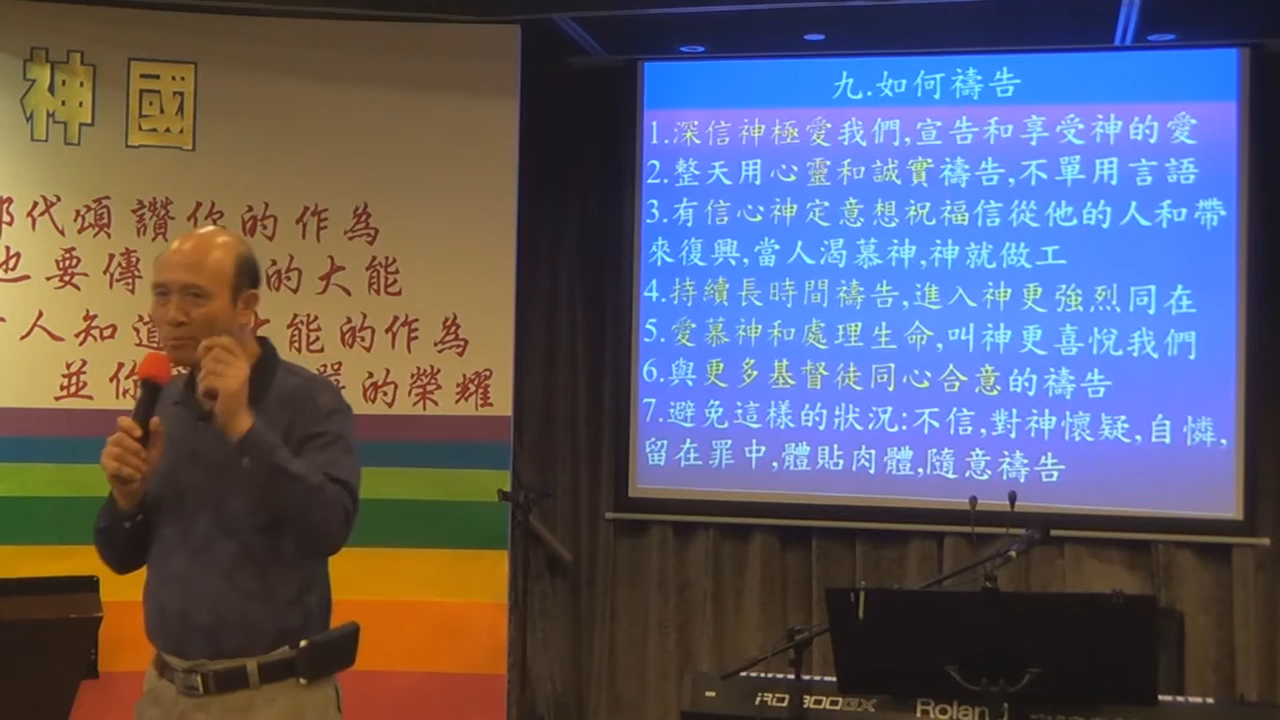 神國
代頌讚你的作為
也要傳 的大能
人知道 大能的作為
並你 的榮耀
九.如何禱告
1.深信神極愛我們,宣告和享受神的愛
2.整天用心靈和誠實禱告,不單用言語
3.有信心神定意想祝福信從他的人和帶
來復興,當人渴慕神,神就做工
4.持續長時間禱告,進入神更強烈同在
5.愛慕神和處理生命,叫神更喜悅我們
6.與更多基督徒同心合意的禱告
7.避免這樣的狀況:不信,對神懷疑,自憐,
留在罪中,體貼肉體,隨意禱告
RD 300GX Roland